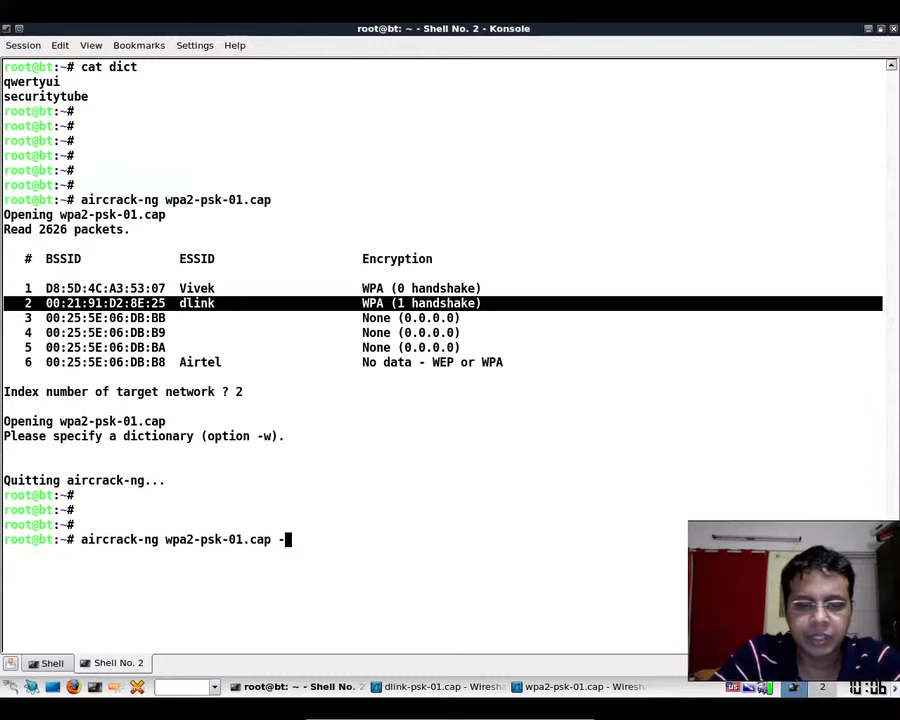 root@bt: ~ - Shell No. 2 - Konsole
Session Edit View Bookmarks Settings Help
root@bt:~# cat dict
qwertyui
securitytube
root@bt:~#
root@bt:~#
root@bt:~#
root@bt:~#
root@bt:~#
root@bt:~#
root@bt:~# aircrack-ng wpa2-psk-01.cap
Opening wpa2-psk-01.cap
Read 2626 packets.
# BSSID ESSID Encryption
1 D8:5D:4C:A3:53:07 Vivek WPA (0 handshake)
2 00:21:91:D2:8E:25 dlink WPA (1 handshake)
3 00:25:5E:06:DB:BB None (0.0.0.0)
4 00:25:5E:06:DB:B9 None (0.0.0.0)
5 00:25:5E:06:DB:BA None (0.0.0.0)
6 00:25:5E:06:DB:B8 Airtel No data - WEP or WPA
Index number of target network ? 2
Opening wpa2-psk-01.cap
Please specify a dictionary (option -w).
Quitting aircrack-ng...
root@bt:~#
root@bt:~#
root@bt:~#
root@bt:~# aircrack-ng wpa2-psk-01.cap -
Shell Shell No. 2
root@bt: ~ - Shell No. 2 dlink-psk-01.cap - Wiresha wpa2-psk-01.cap - Wiresh 2 10:06